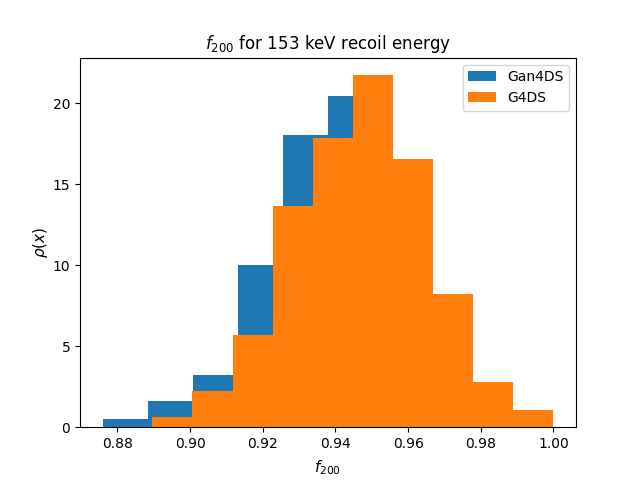 f₂₀₀ for 153 keV recoil energy
Gan4DS
G4DS
ρ(x)
20
15
10
5
0
0.88 0.90 0.92 0.94 0.96 0.98 1.00
f₂₀₀